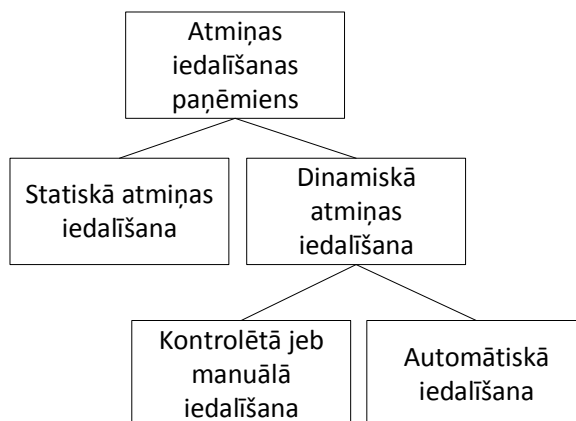 Atmiņas
iedalīšanas
paņēmiens
Statiskā atmiņas
iedalīšana
Dinamiskā
atmiņas
iedalīšana
Kontrolētā jeb
manuālā
iedalīšana
Automātiskā
iedalīšana